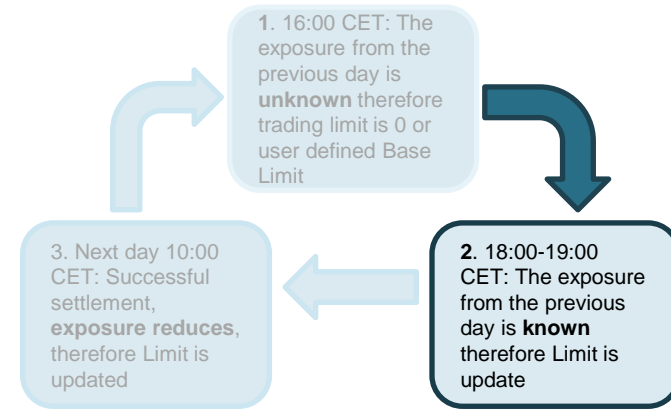 1. 16:00 CET: The
exposure from the
previous day is
unknown therefore
trading limit is 0 or
user defined Base
Limit
2. 18:00-19:00
CET: The exposure
from the previous
day is known
therefore Limit is
update
3. Next day 10:00
CET: Successful
settlement,
exposure reduces,
therefore Limit is
updated